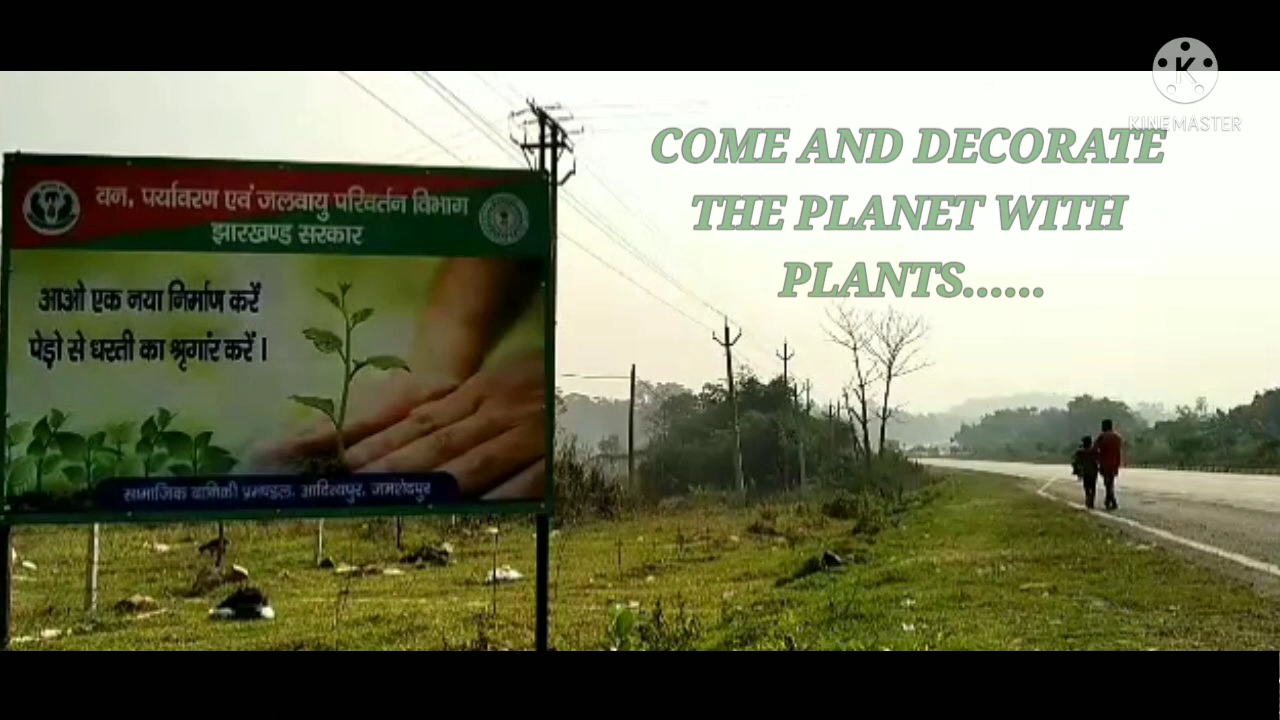 वन, पर्यावरण एवं जलवायु परिवर्तन विभाग
झारखण्ड सरकार
आओ एक नया निर्माण करें
पेड़ो से धरती का श्रृगांर करें ।
सामाजिक वानिकी प्रमण्डल, आदित्यपुर, जमशेदपुर
COME AND DECORATE
THE PLANET WITH
PLANTS......
K
KINEMASTER